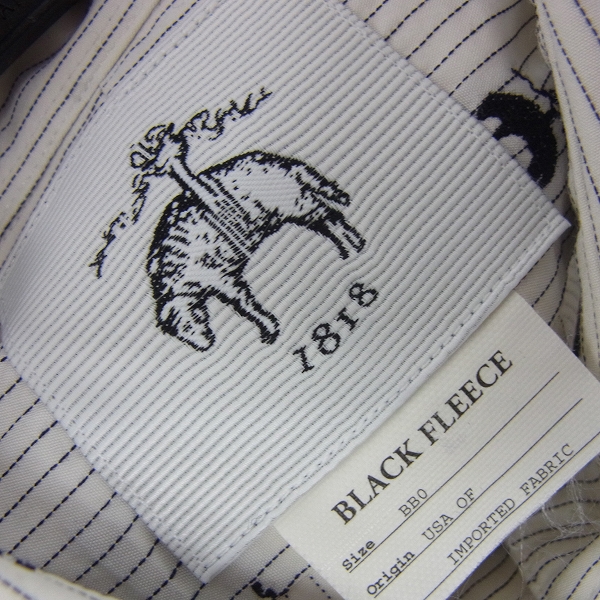 1818
BLACK FLEECE
Size BB0
Origin USA OF
IMPORTED FABRIC